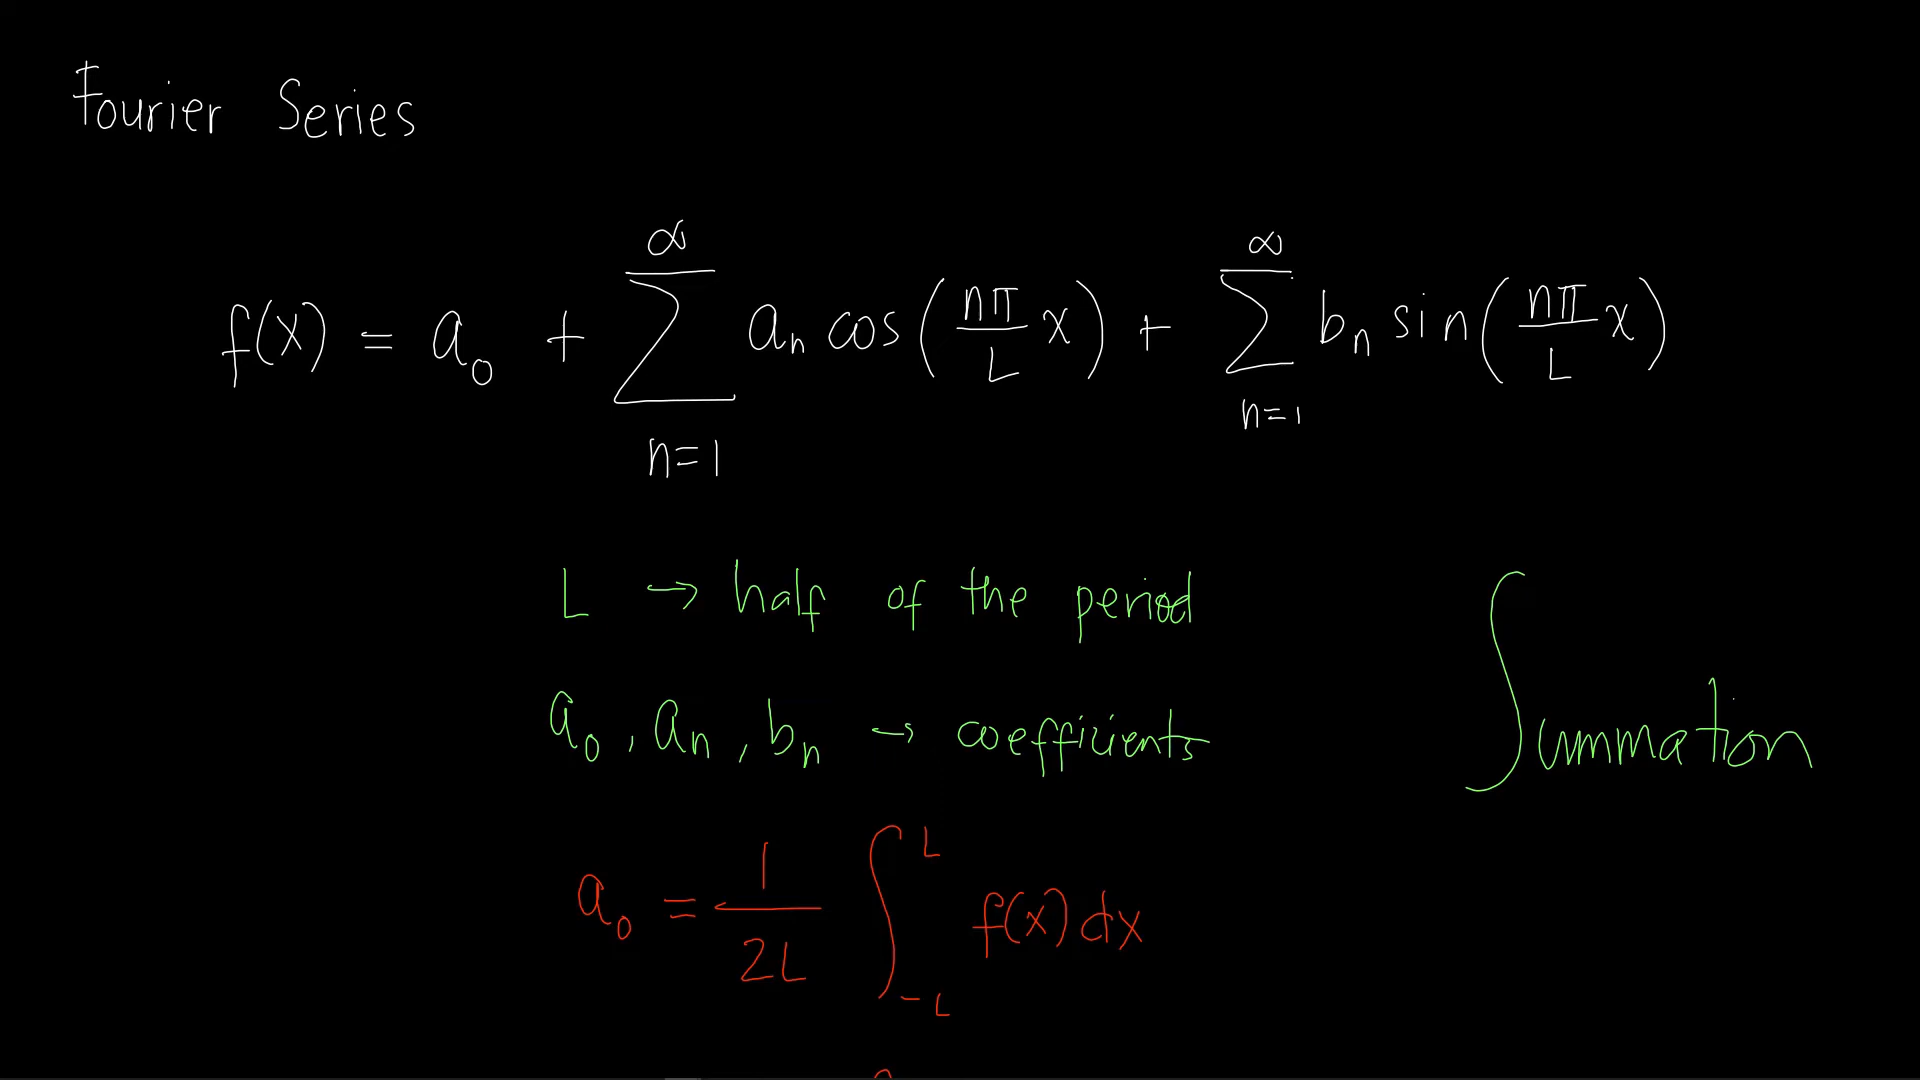 Fourier Series
f(x) = a₀ + ∑_{n=1}^{∞} aₙ cos(nπ/L x) + ∑_{n=1}^{∞} bₙ sin(nπ/L x)
L → half of the period
a₀, aₙ, bₙ → coefficients
∫ummation
a₀ = 1/2L ∫_{-L}^{L} f(x) dx